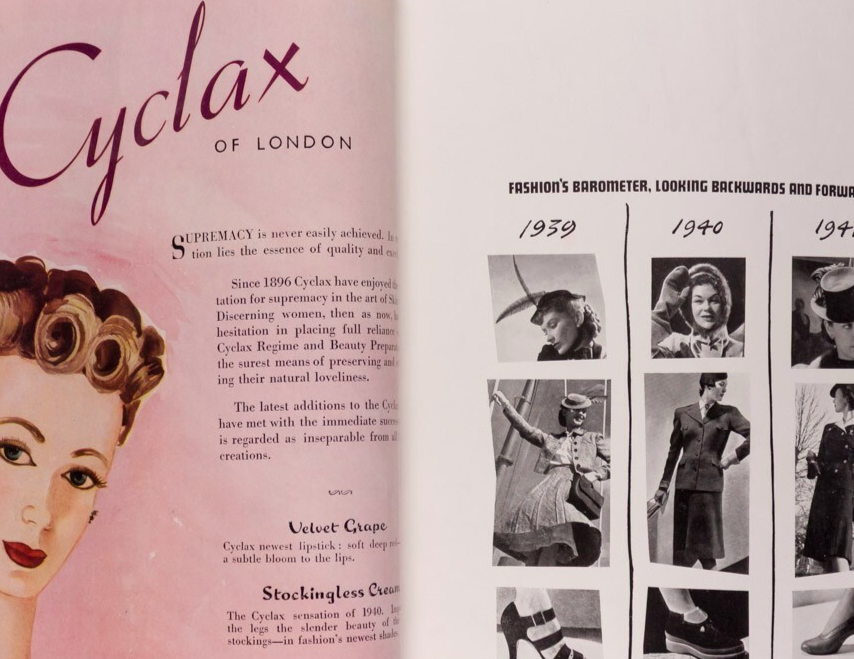 Cyclax
OF LONDON
SUPREMACY is never easily achieved. In
tion lies the essence of quality and
Since 1896 Cyclax have enjoyed
tation for supremacy in the art of
Discerning women, then as now,
hesitation in placing full
Cyclax Regime and Beauty
the surest means of preserving and
ing their natural loveliness.
The latest additions to the
have met with the immediate
is regarded as inseparable from
creations.
Velvet Grape
Cyclax newest lipstick: soft deep
a subtle bloom to the lips.
Stockingless Cream
The Cyclax sensation of 1940.
the legs the slender beauty of
stockings—in fashion's newest
FASHION'S BAROMETER, LOOKING BACKWARDS AND
1939
1940